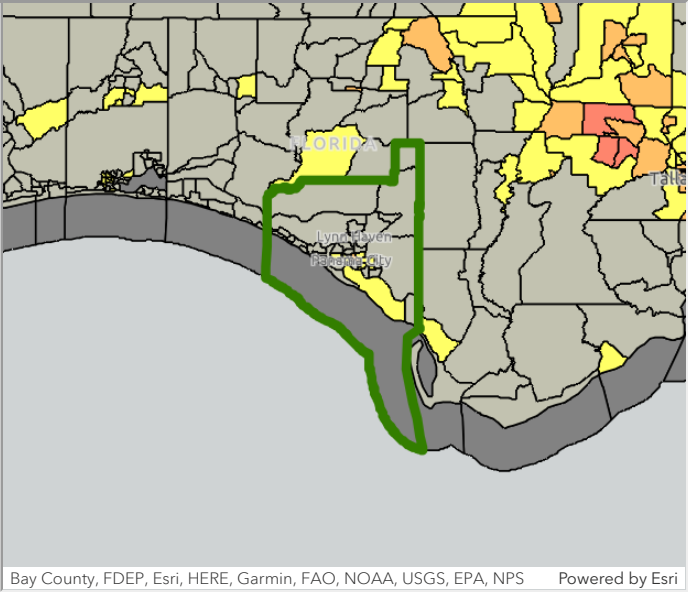 FLORIDA
Lynn Haven
Panama City
Talla
Bay County, FDEP, Esri, HERE, Garmin, FAO, NOAA, USGS, EPA, NPS Powered by Esri